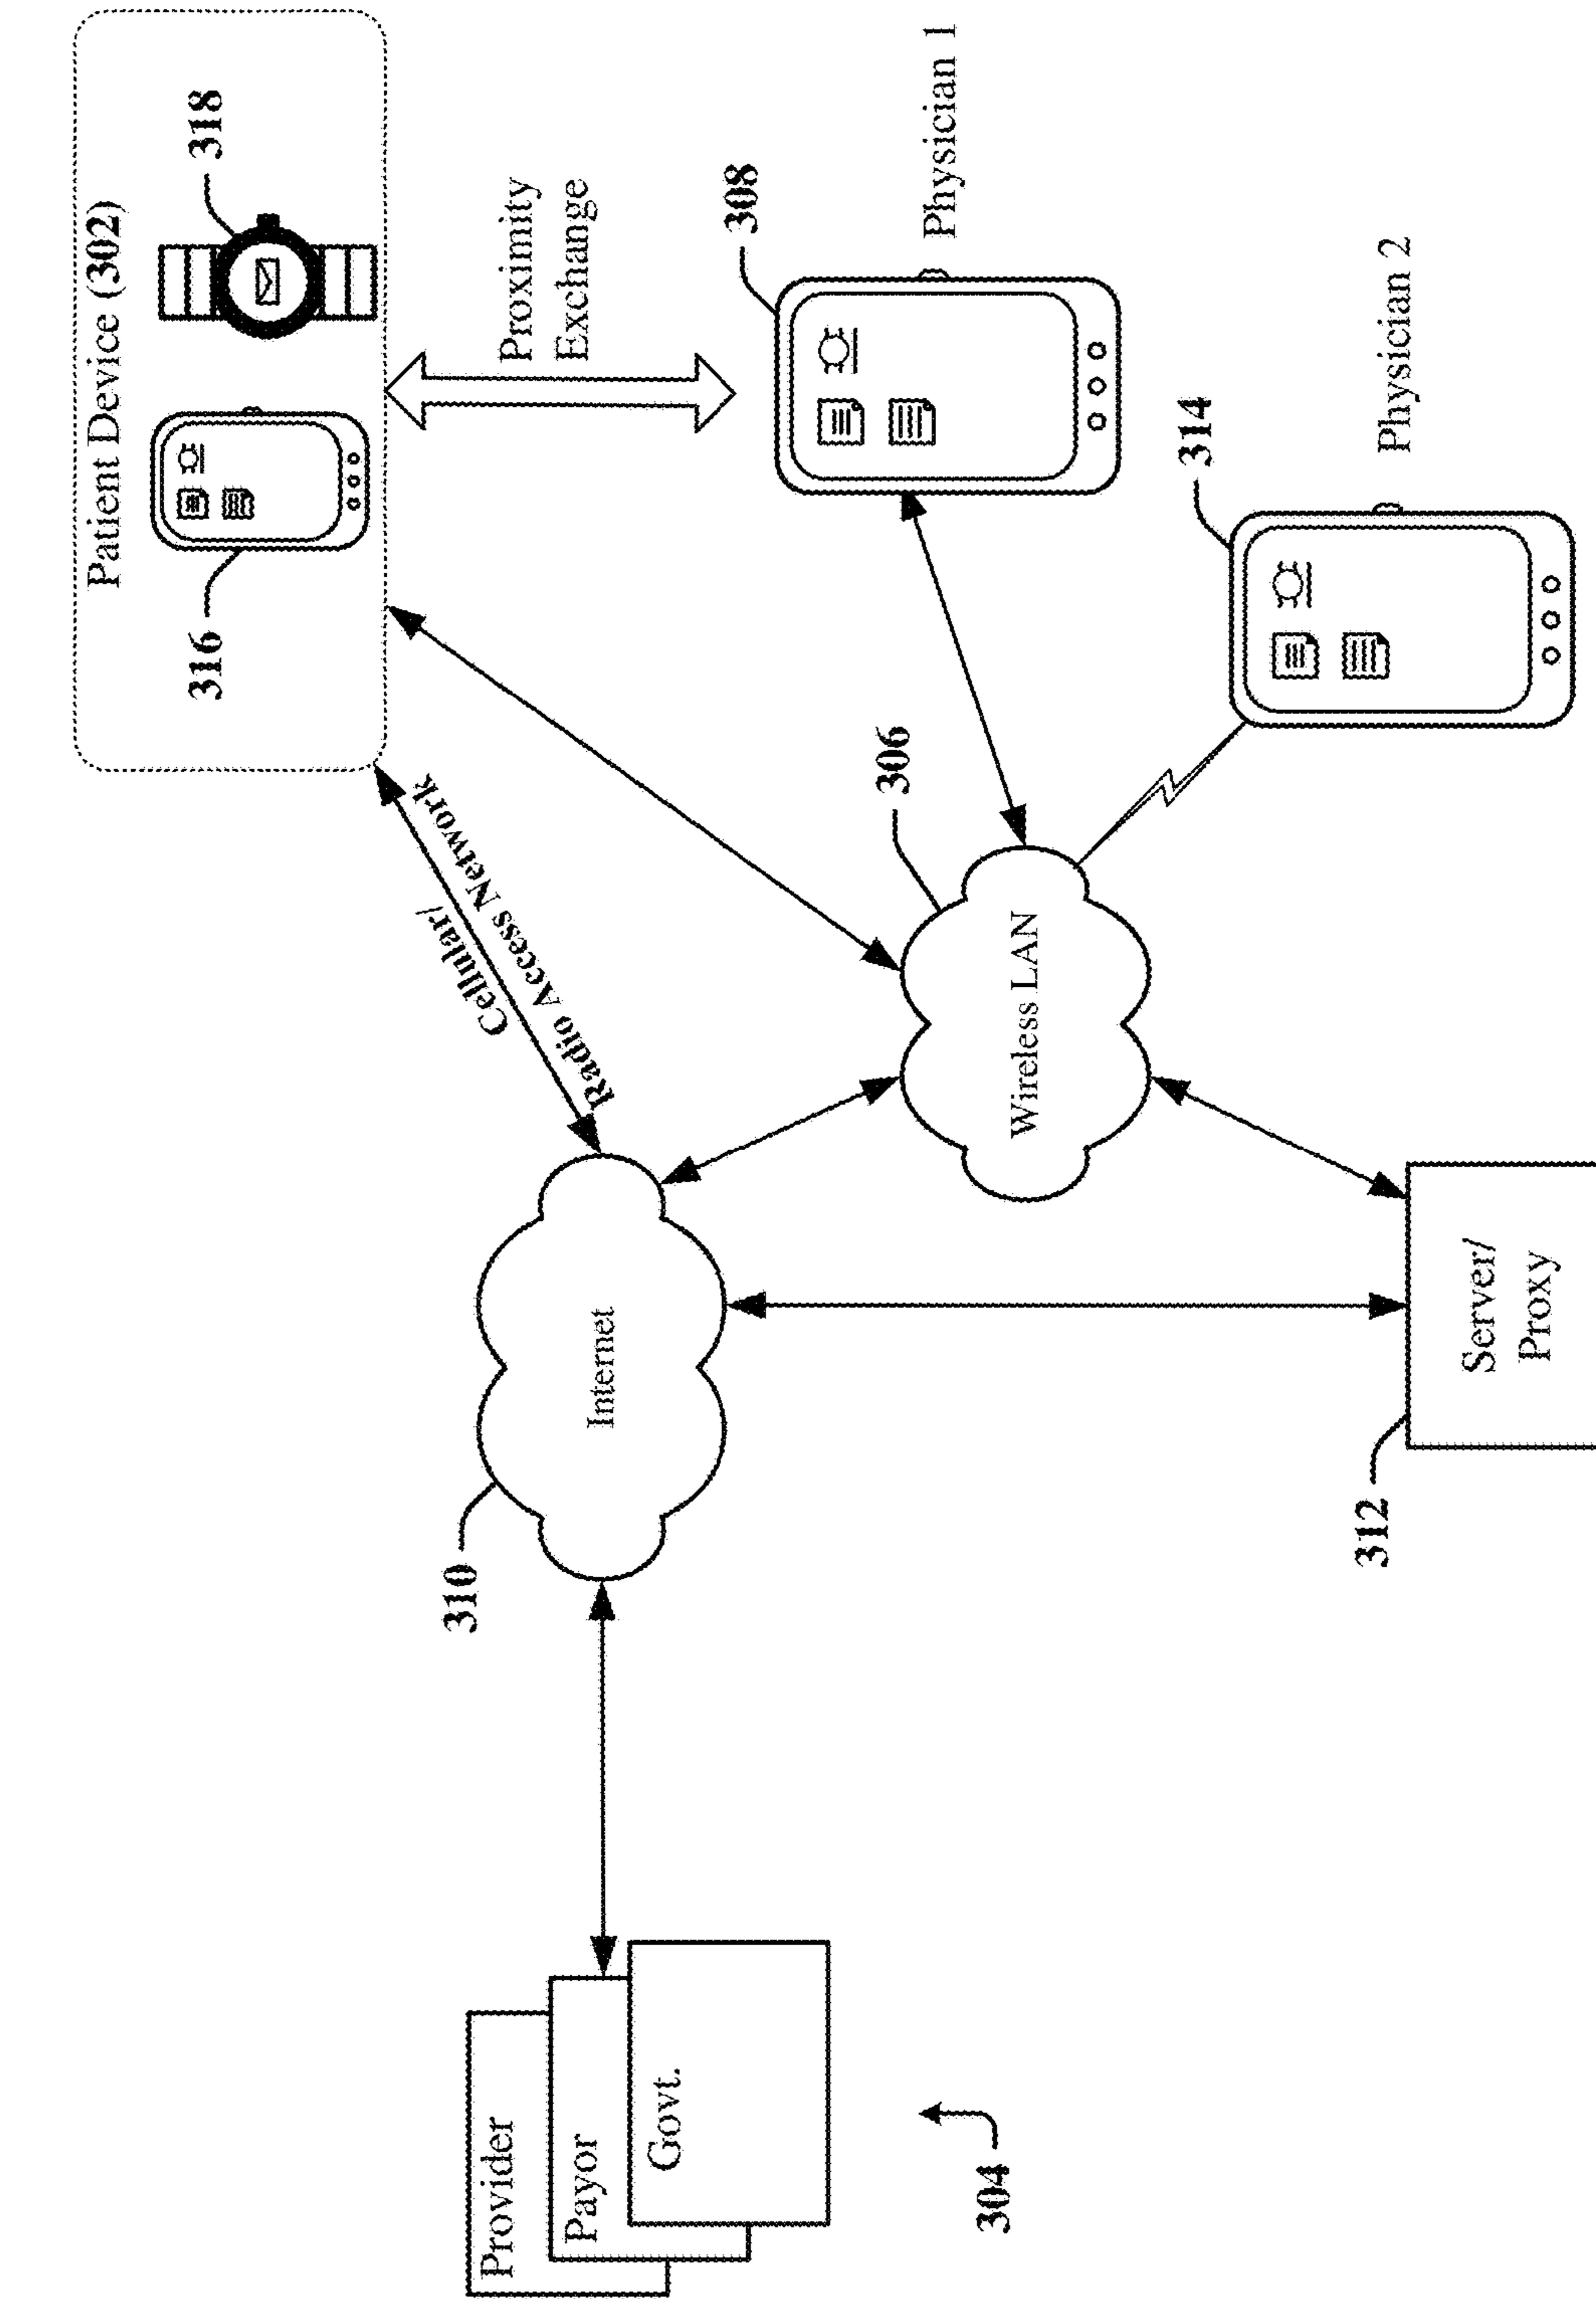 Patient Device (302)
316
318
Proximity
Exchange
Cellular/
Radio Access Network
308
Physician 1
310
Internet
306
Wireless LAN
314
Physician 2
Provider
Payor
Govt.
304
312
Server/
Proxy